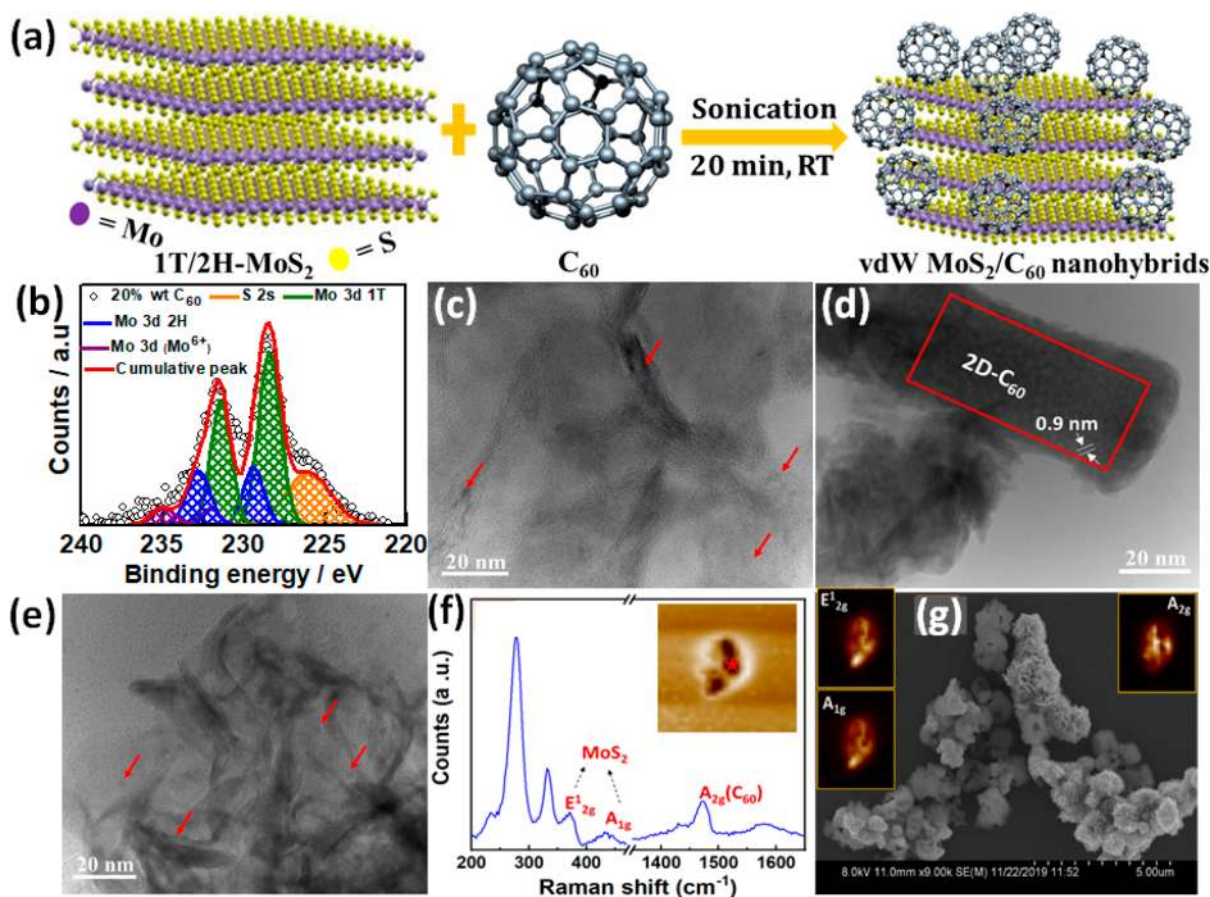 (a)
Sonication
20 min, RT
= Mo
= S
1T/2H-MoS₂
C₆₀
vdW MoS₂/C₆₀ nanohybrids
(b)
20% wt C₆₀
S 2s
Mo 3d 1T
Mo 3d 2H
Mo 3d (Mo⁶⁺)
Cumulative peak
Counts / a.u
240 235 230 225 220
Binding energy / eV
(c)
20 nm
(d)
2D-C₆₀
0.9 nm
20 nm
(e)
20 nm
(f)
Counts (a .u.)
MoS₂
E¹₂g
A₁g
A₂g(C₆₀)
200 300 400 1400 1500 1600
Raman shift (cm⁻¹)
(g)
E¹₂g
A₁g
A₂g
8.0kV 11.0mm x9.00k SE(M) 11/22/2019 11:52
5.00um